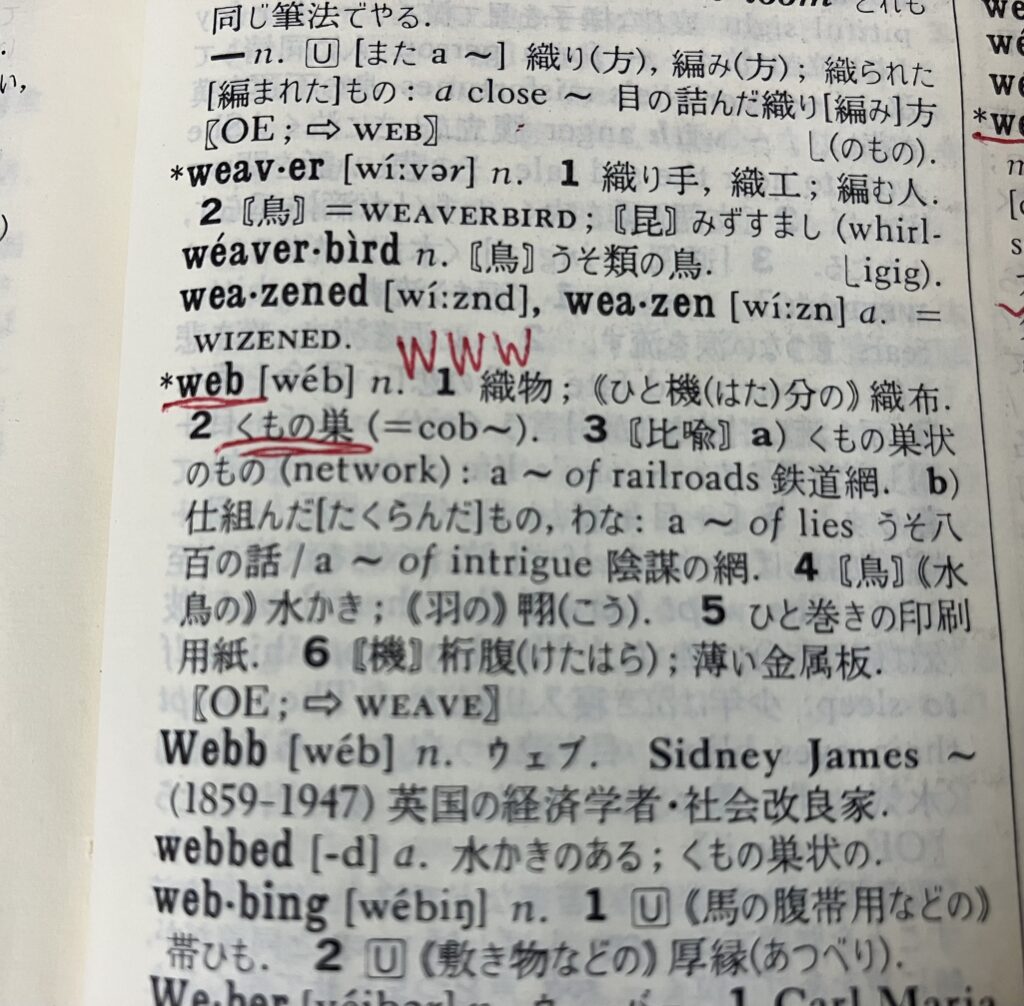 同じ筆法でやる.
— n. U [また a ~] 織り(方), 編み(方) ; 織られた
[編まれた]もの : a close ~ 目の詰んだ織り[編み]方
〖OE ; ⇨ WEB〗 し(のもの).
*weav·er [wíːvər] n. 1 織り手, 織工 ; 編む人.
2 〖鳥〗＝WEAVERBIRD ; 〖昆〗みずすまし (whirl-
wéaver·bìrd n. 〖鳥〗うそ類の鳥. ligig).
wea·zened [wíːznd], wea·zen [wíːzn] a. =
WIZENED.
WWW
*web [wéb] n. 1 織物 ; 《ひと機(はた)分の》織布.
2 くもの巣 (=cob~). 3 〖比喩〗 a) くもの巣状
のもの (network) : a ~ of railroads 鉄道網. b)
仕組んだ[たくらんだ]もの, わな : a ~ of lies うそ八
百の話 / a ~ of intrigue 陰謀の網. 4 〖鳥〗《水
鳥の》水かき ; 《羽の》翈(こう). 5 ひと巻きの印刷
用紙. 6 〖機〗桁腹(けたはら) ; 薄い金属板.
〖OE ; ⇨ WEAVE〗
Webb [wéb] n. ウェブ. Sidney James ~
(1859-1947) 英国の経済学者・社会改良家.
webbed [-d] a. 水かきのある ; くもの巣状の.
web·bing [wébiŋ] n. 1 U 《馬の腹帯用などの》
帯ひも. 2 U 《敷き物などの》厚縁(あつべり).